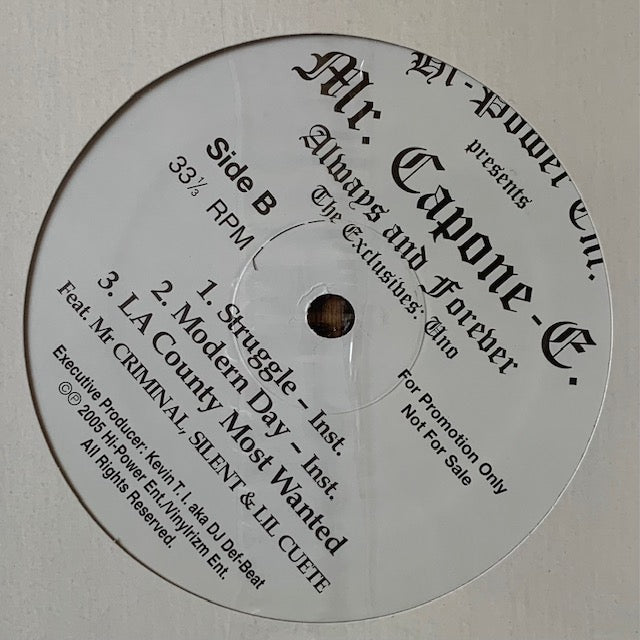 Hi-Power Ent.
presents
Mr. Capone-E.
Always and Forever
The Exclusives: Uno
Side B
33⅓ RPM
For Promotion Only
Not For Sale
1. Struggle - Inst.
2. Modern Day - Inst.
3. LA County Most Wanted
Feat. Mr CRIMINAL, SILENT & LIL CUETE
Executive Producer: Kevin T. I. aka DJ Def-Beat
©℗ 2005 Hi-Power Ent./Vinylrizm Ent.
All Rights Reserved.